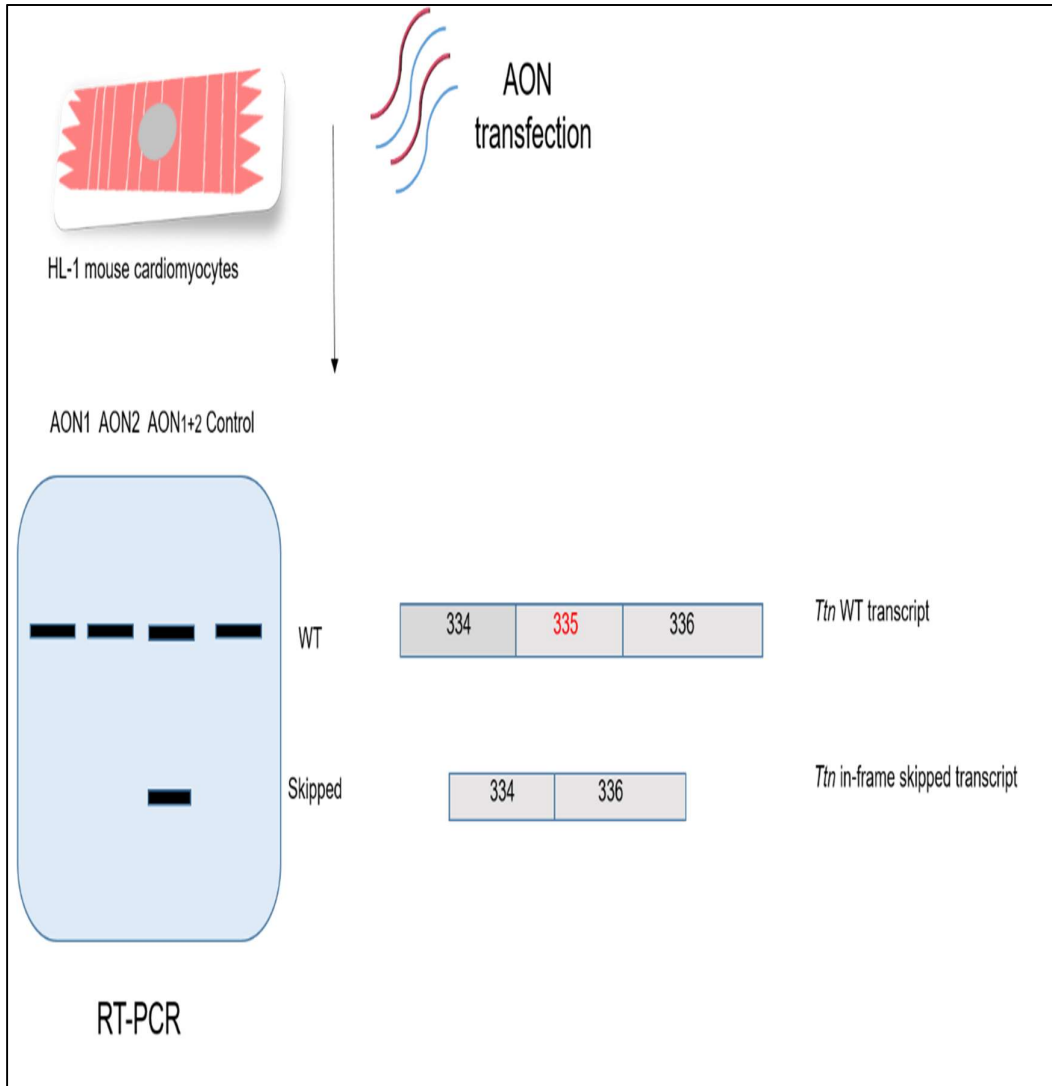 AON
transfection
HL-1 mouse cardiomyocytes
AON1 AON2 AON1+2 Control
WT
334 335 336
Ttn WT transcript
Skipped
334 336
Ttn in-frame skipped transcript
RT-PCR